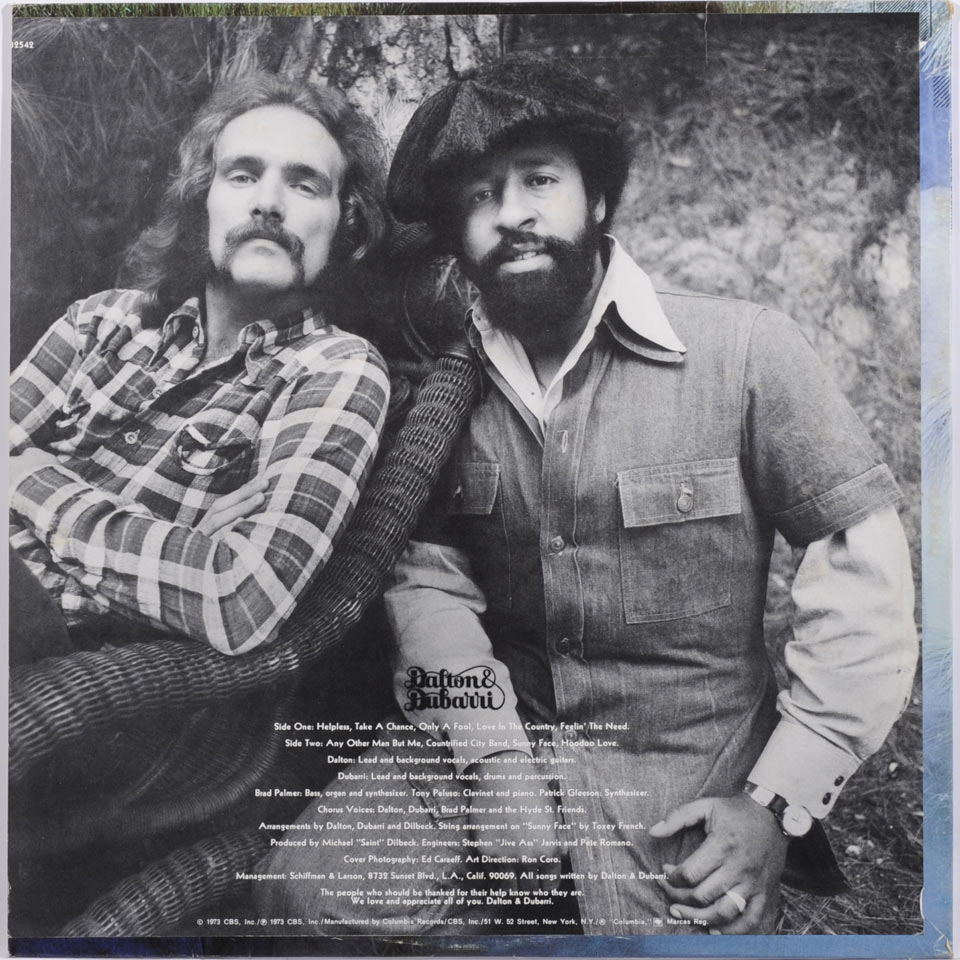 12542
Dalton &
Dubarri
Side One: Helpless, Take A Chance, Only A Fool, Love In The Country, Feelin' The Need.
Side Two: Any Other Man But Me, Countrified City Band, Sunny Face, Hoodoo Love.
Dalton: Lead and background vocals, acoustic and electric guitars.
Dubarri: Lead and background vocals, drums and percussion.
Brad Palmer: Bass, organ and synthesizer. Tony Peluso: Clavinet and piano. Patrick Gleeson: Synthesizer.
Chorus Voices: Dalton, Dubarri, Brad Palmer and the Hyde St. Friends.
Arrangements by Dalton, Dubarri and Dilbeck. String arrangement on "Sunny Face" by Toxey French.
Produced by Michael "Saint" Dilbeck. Engineers: Stephen "Jive Ass" Jarvis and Pete Romano.
Cover Photography: Ed Caraeff. Art Direction: Ron Coro.
Management: Schiffman & Larson, 8732 Sunset Blvd., L.A., Calif. 90069. All songs written by Dalton & Dubarri.
The people who should be thanked for their help know who they are.
We love and appreciate all of you. Dalton & Dubarri.
© 1973 CBS, Inc./℗ 1973 CBS, Inc./Manufactured by Columbia Records/CBS, Inc./51 W. 52 Street, New York, N.Y./® "Columbia," Marcas Reg.